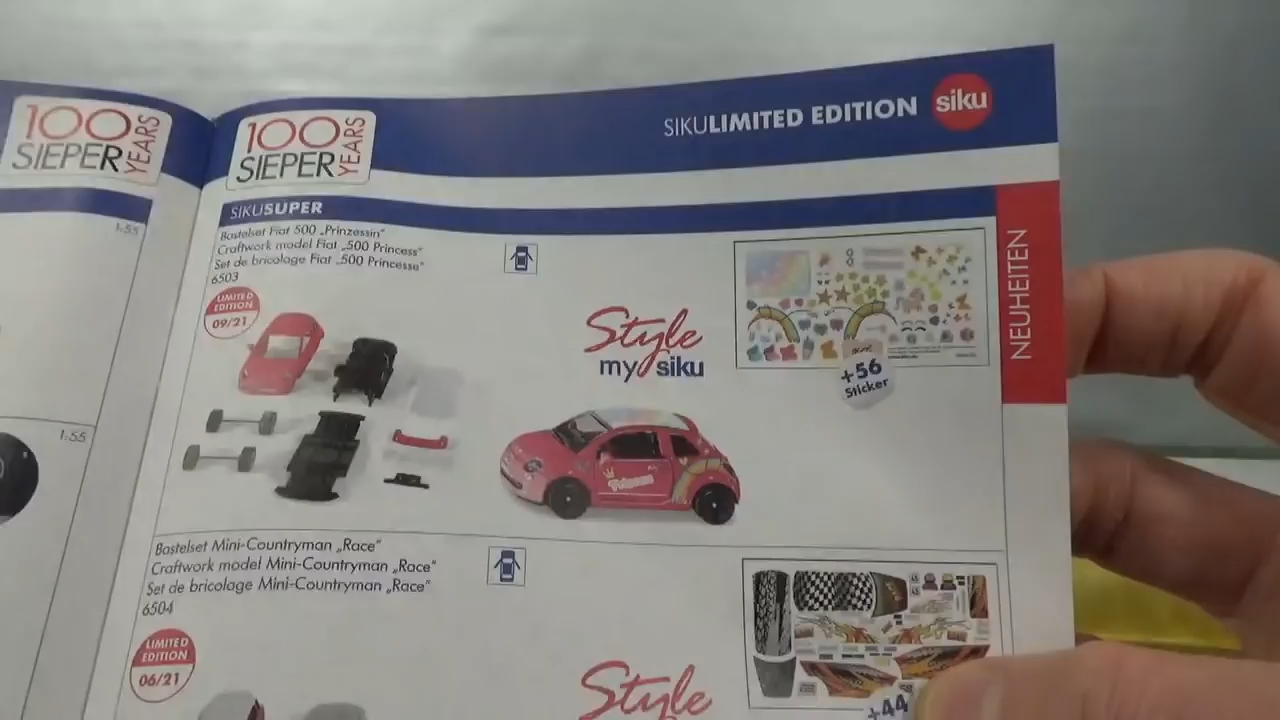 100
SIEPER
YEARS
100
SIEPER
YEARS
SIKULIMITED EDITION
siku
SIKUSUPER
1:55
Bastelset Fiat 500 „Prinzessin“
Craftwork model Fiat „500 Princess“
Set de bricolage Fiat „500 Princesse“
6503
LIMITED
EDITION
09/21
Style
my siku
+56
Sticker
NEUHEITEN
Princess
1:55
Bastelset Mini-Countryman „Race“
Craftwork model Mini-Countryman „Race“
Set de bricolage Mini-Countryman „Race“
6504
LIMITED
EDITION
06/21
Style
+44